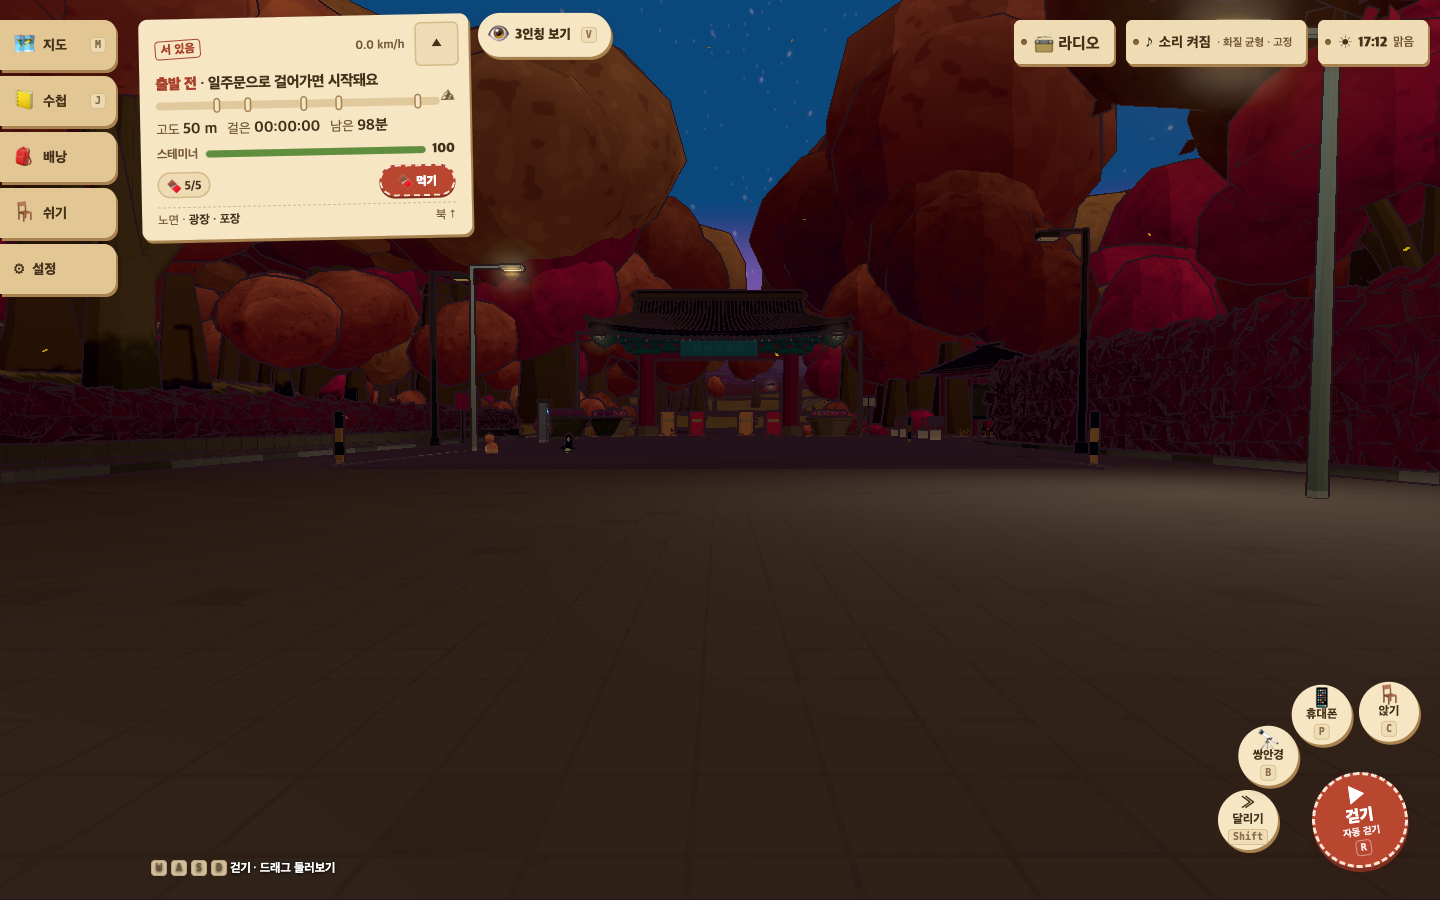 지도 M
수첩 J
배낭
쉬기
설정
서 있음
0.0 km/h
출발 전 · 일주문으로 걸어가면 시작돼요
고도 50 m 걸은 00:00:00 남은 98분
스테미너 100
5/5
먹기
노면 · 광장 · 포장
북 ↑
3인칭 보기 V
라디오
♪ 소리 켜짐 · 화질 균형 · 고정
17:12 맑음
휴대폰
P
앉기
C
쌍안경
B
달리기
Shift
걷기
자동 걷기
R
W A S D 걷기 · 드래그 둘러보기